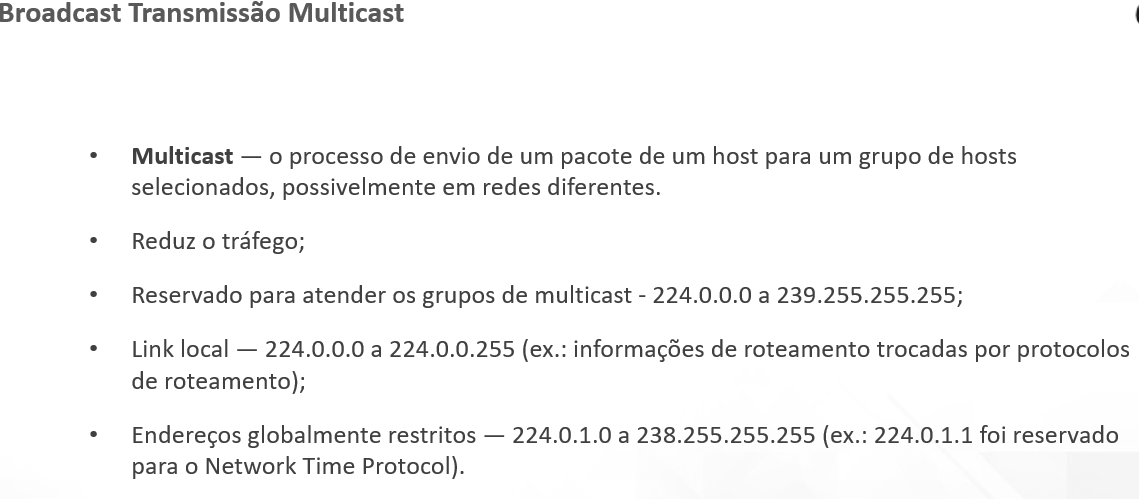 Broadcast Transmissão Multicast
• Multicast — o processo de envio de um pacote de um host para um grupo de hosts
selecionados, possivelmente em redes diferentes.
• Reduz o tráfego;
• Reservado para atender os grupos de multicast - 224.0.0.0 a 239.255.255.255;
• Link local — 224.0.0.0 a 224.0.0.255 (ex.: informações de roteamento trocadas por protocolos
de roteamento);
• Endereços globalmente restritos — 224.0.1.0 a 238.255.255.255 (ex.: 224.0.1.1 foi reservado
para o Network Time Protocol).